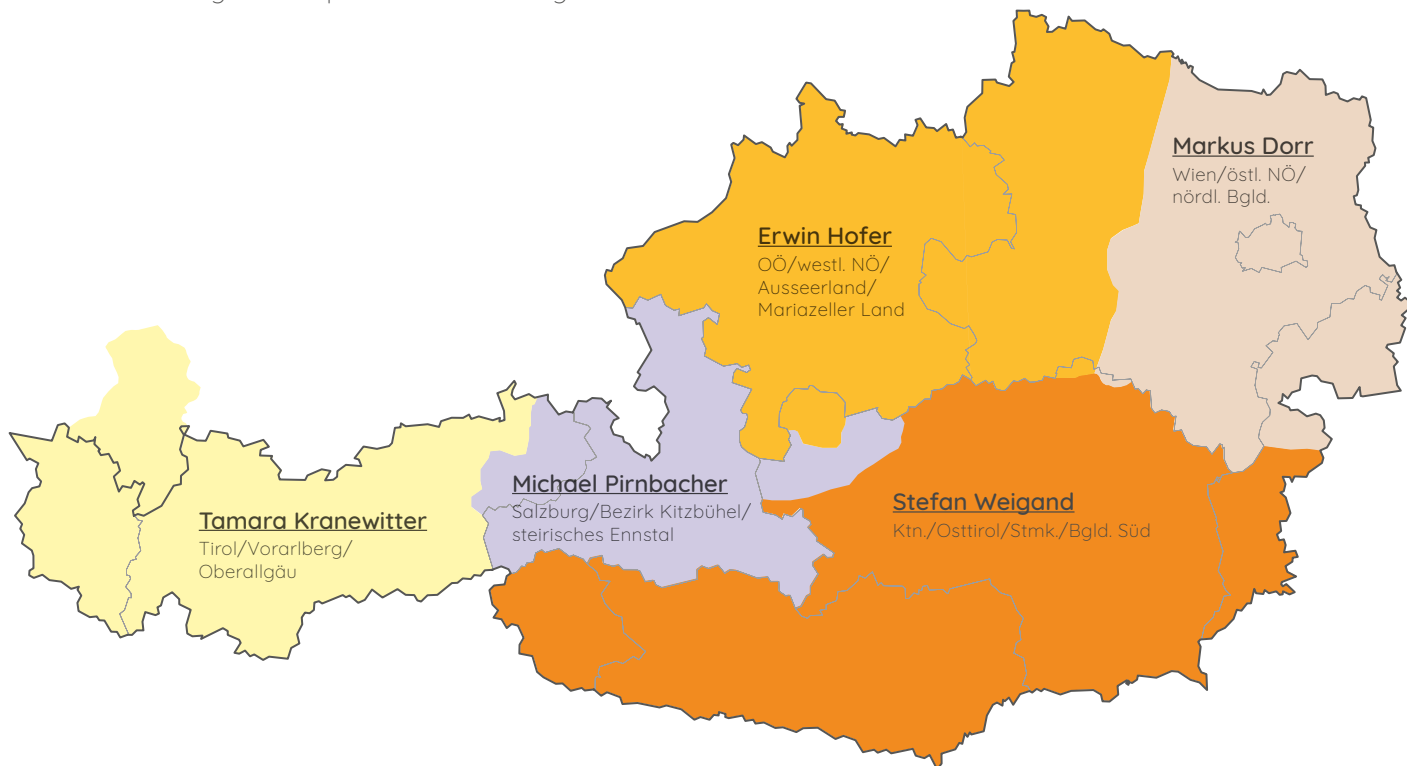 Markus Dorr
Wien/östl. NÖ/
nördl. Bgld.
Erwin Hofer
OÖ/westl. NÖ/
Ausseerland/
Mariazeller Land
Michael Pirnbacher
Salzburg/Bezirk Kitzbühel/
steirisches Ennstal
Stefan Weigand
Ktn./Osttirol/Stmk./Bgld. Süd
Tamara Kranewitter
Tirol/Vorarlberg/
Oberallgäu